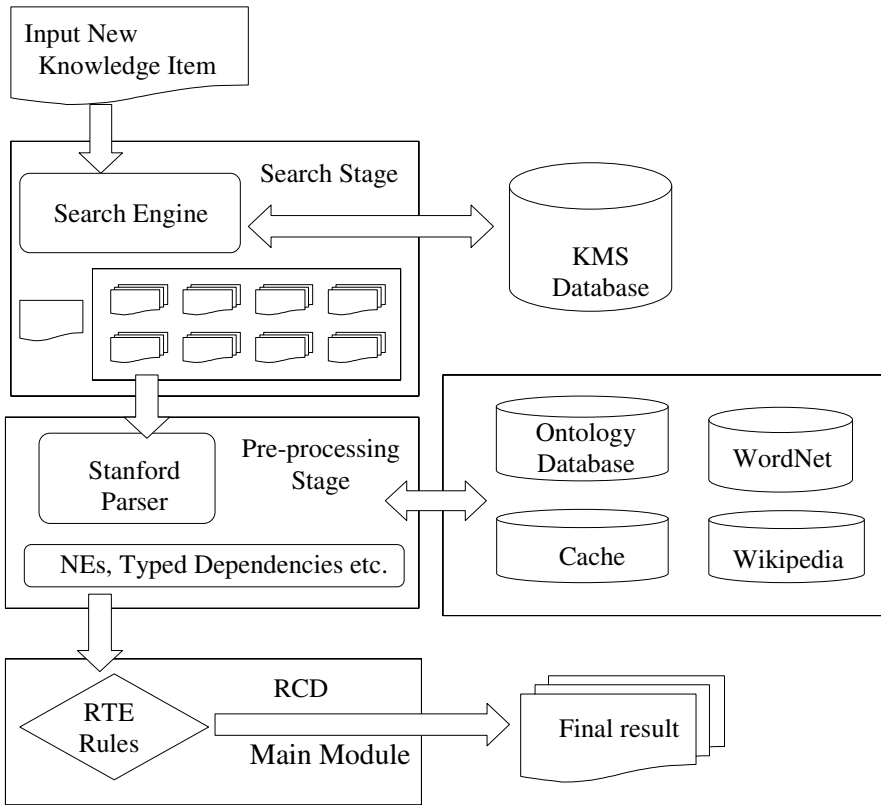 Input New
Knowledge Item
Search Stage
Search Engine
KMS
Database
Pre-processing
Stage
Stanford
Parser
NEs, Typed Dependencies etc.
Ontology
Database
WordNet
Cache
Wikipedia
RTE
Rules
RCD
Main Module
Final result